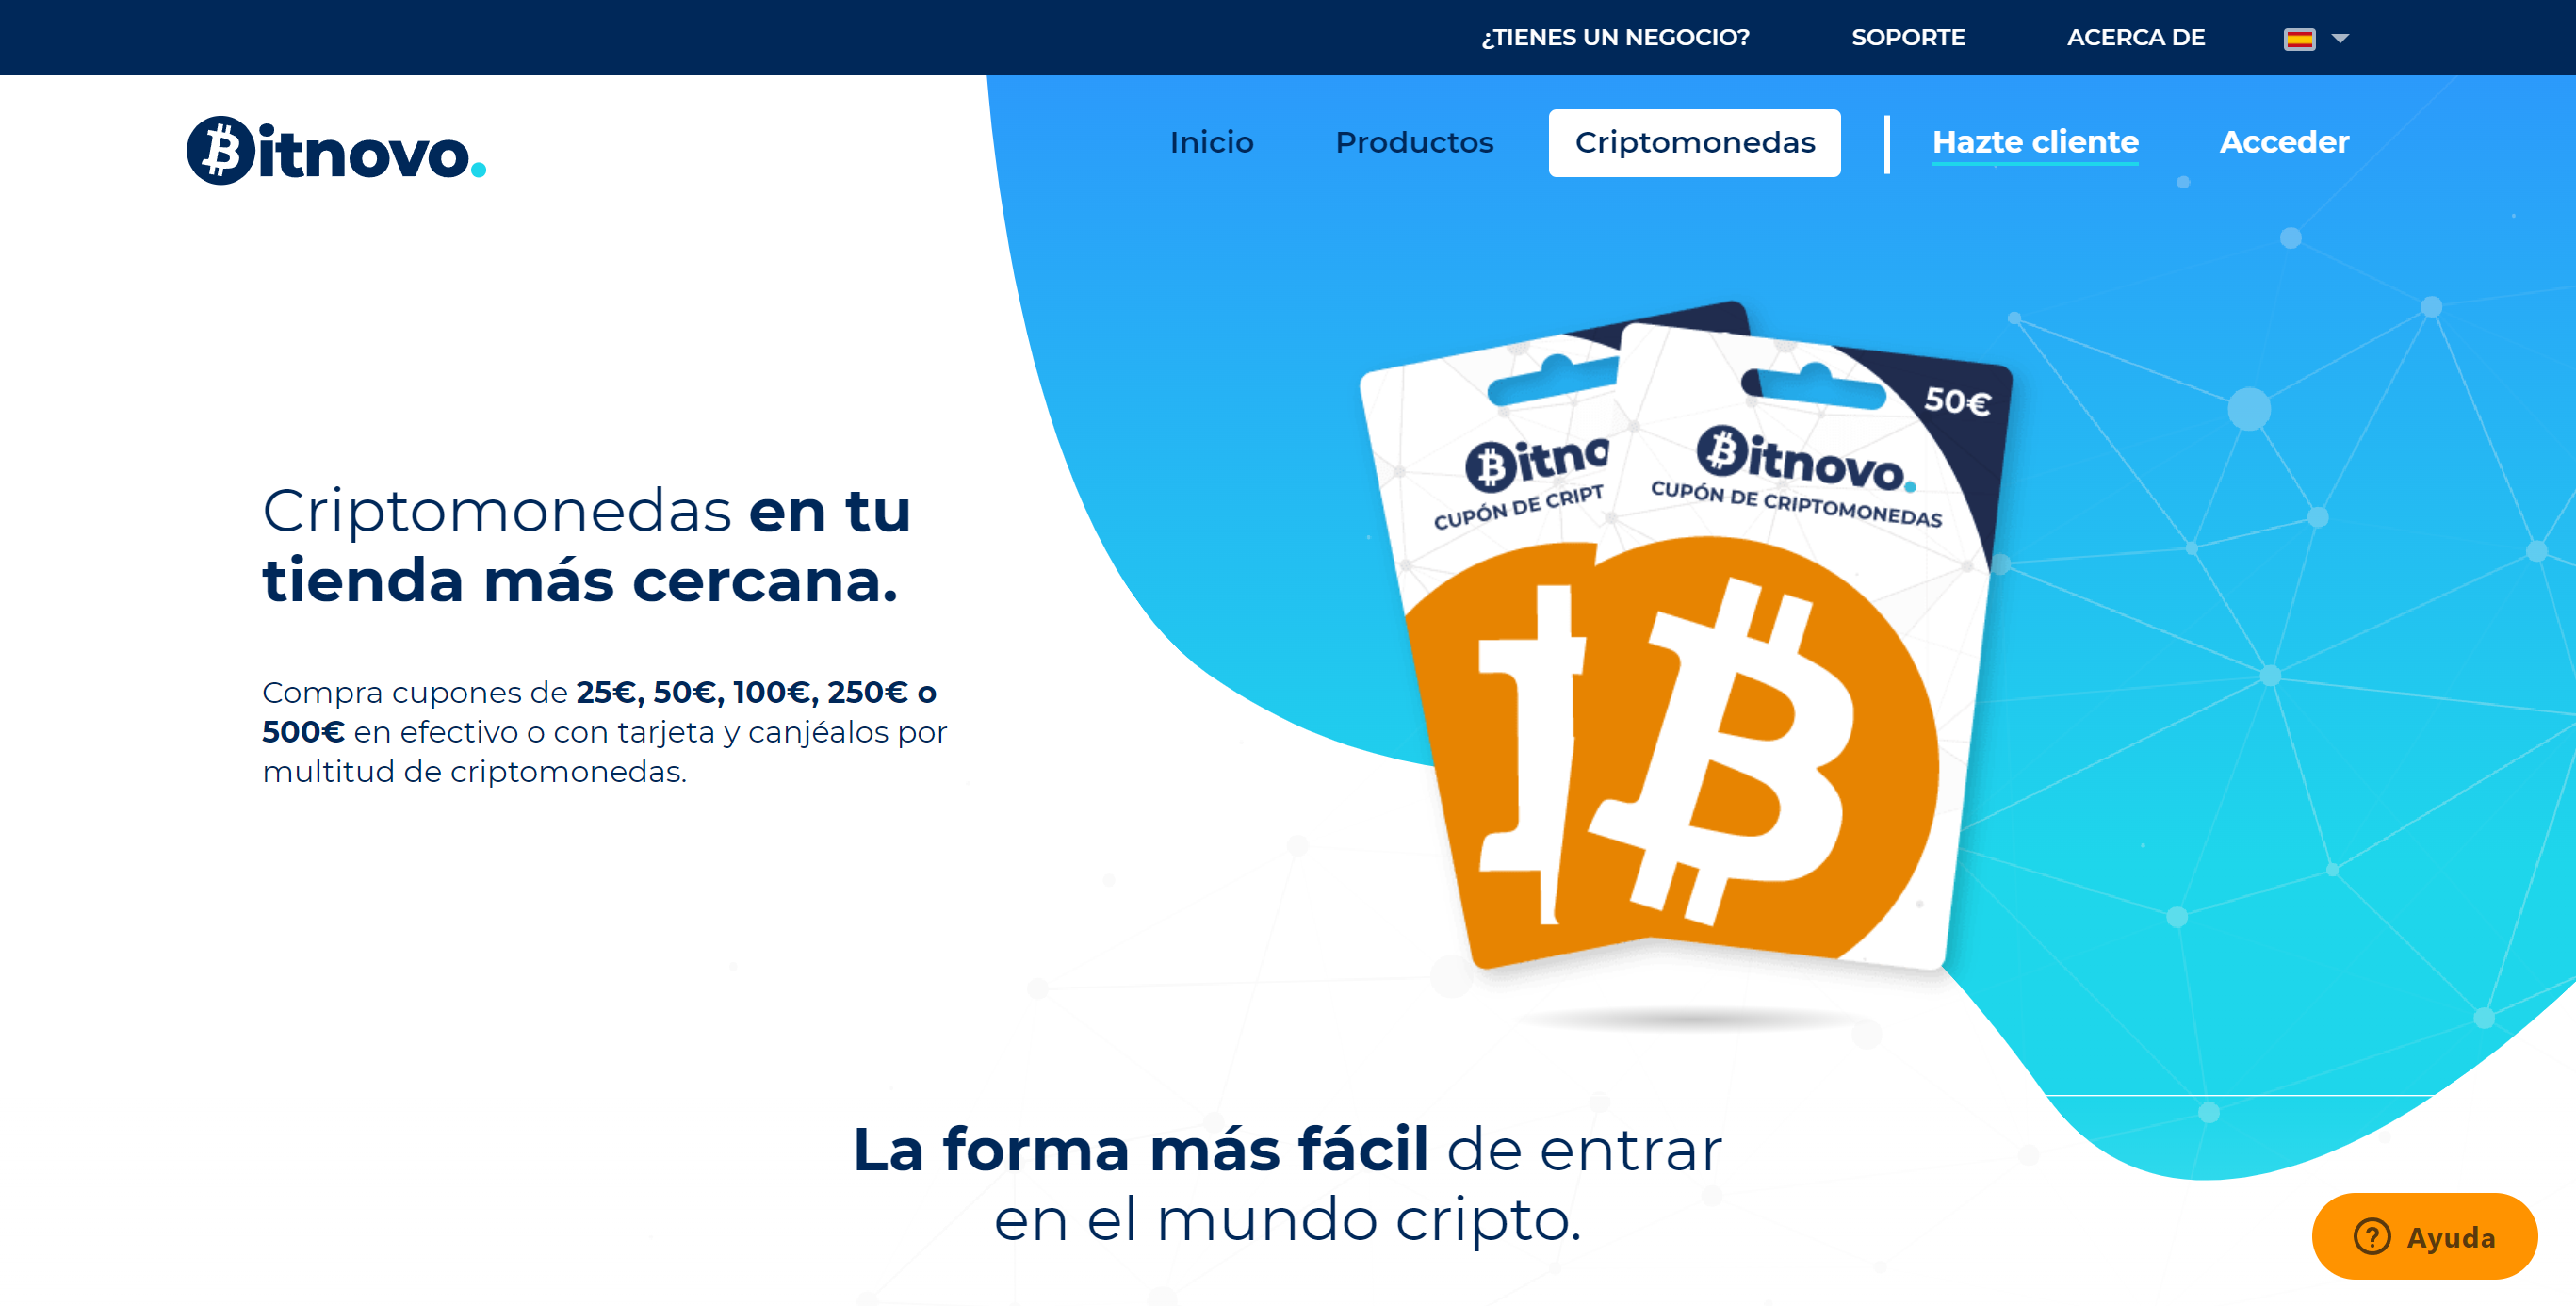 ¿TIENES UN NEGOCIO? SOPORTE ACERCA DE
Bitnovo.
Inicio Productos Criptomonedas Hazte cliente Acceder
50€
Bitno
CUPÓN DE CRIPT
Bitnovo.
CUPÓN DE CRIPTOMONEDAS
Criptomonedas en tu
tienda más cercana.
Compra cupones de 25€, 50€, 100€, 250€ o
500€ en efectivo o con tarjeta y canjéalos por
multitud de criptomonedas.
La forma más fácil de entrar
en el mundo cripto.
Ayuda